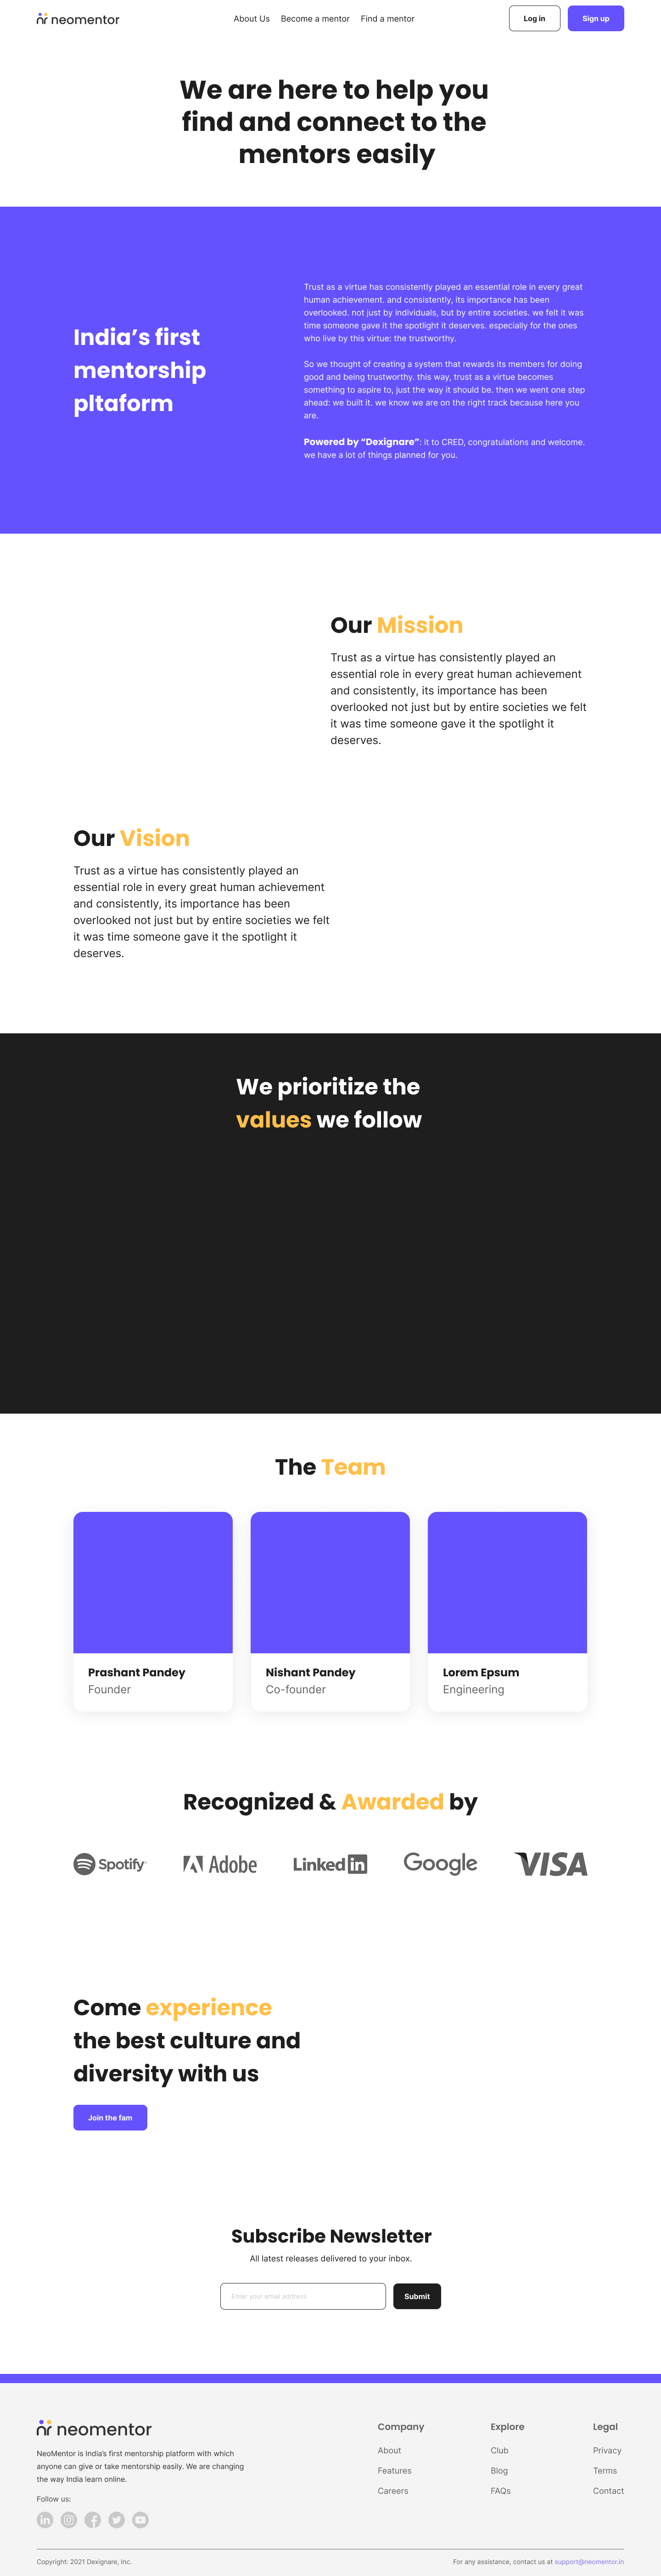 neomentor
About Us Become a mentor Find a mentor
Log in
Sign up
We are here to help you
find and connect to the
mentors easily
India's first
mentorship
pltaform
Trust as a virtue has consistently played an essential role in every great
human achievement. and consistently, its importance has been
overlooked. not just by individuals, but by entire societies. we felt it was
time someone gave it the spotlight it deserves. especially for the ones
who live by this virtue: the trustworthy.
So we thought of creating a system that rewards its members for doing
good and being trustworthy. this way, trust as a virtue becomes
something to aspire to, just the way it should be. then we went one step
ahead: we built it. we know we are on the right track because here you
are.
Powered by “Dexignare”: it to CRED, congratulations and welcome.
we have a lot of things planned for you.
Our Mission
Trust as a virtue has consistently played an
essential role in every great human achievement
and consistently, its importance has been
overlooked not just but by entire societies we felt
it was time someone gave it the spotlight it
deserves.
Our Vision
Trust as a virtue has consistently played an
essential role in every great human achievement
and consistently, its importance has been
overlooked not just but by entire societies we felt
it was time someone gave it the spotlight it
deserves.
We prioritize the
values we follow
The Team
Prashant Pandey
Founder
Nishant Pandey
Co-founder
Lorem Epsum
Engineering
Recognized & Awarded by
Spotify
Adobe
Linked in
Google
VISA
Come experience
the best culture and
diversity with us
Join the fam
Subscribe Newsletter
All latest releases delivered to your inbox.
Enter your email address
Submit
neomentor
NeoMentor is India's first mentorship platform with which
anyone can give or take mentorship easily. We are changing
the way India learn online.
Follow us:
Company
About
Features
Careers
Explore
Club
Blog
FAQs
Legal
Privacy
Terms
Contact
Copyright: 2021 Dexignare, Inc.
For any assistance, contact us at support@neomentor.in